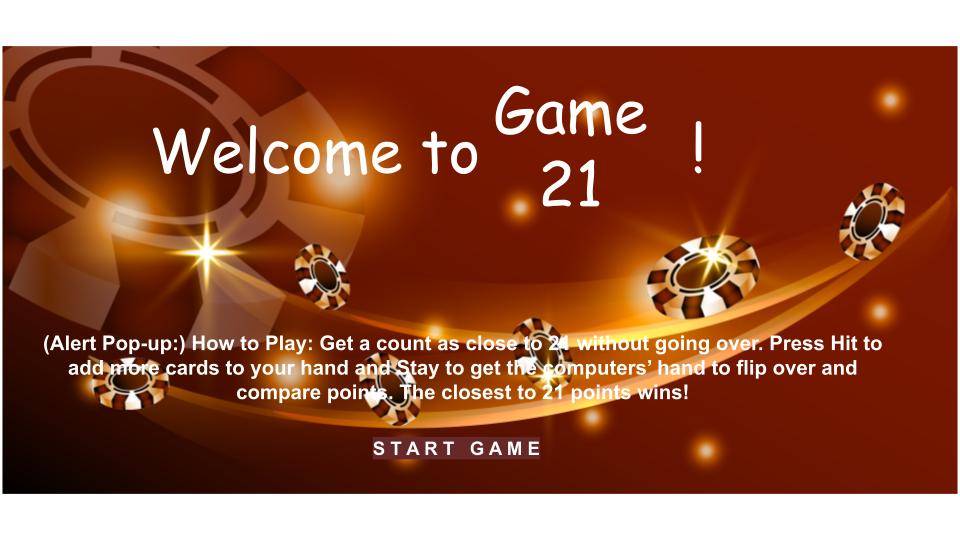 Welcome to Game 21 !
(Alert Pop-up:) How to Play: Get a count as close to 21 without going over. Press Hit to
add more cards to your hand and Stay to get the computers’ hand to flip over and
compare points. The closest to 21 points wins!
START GAME